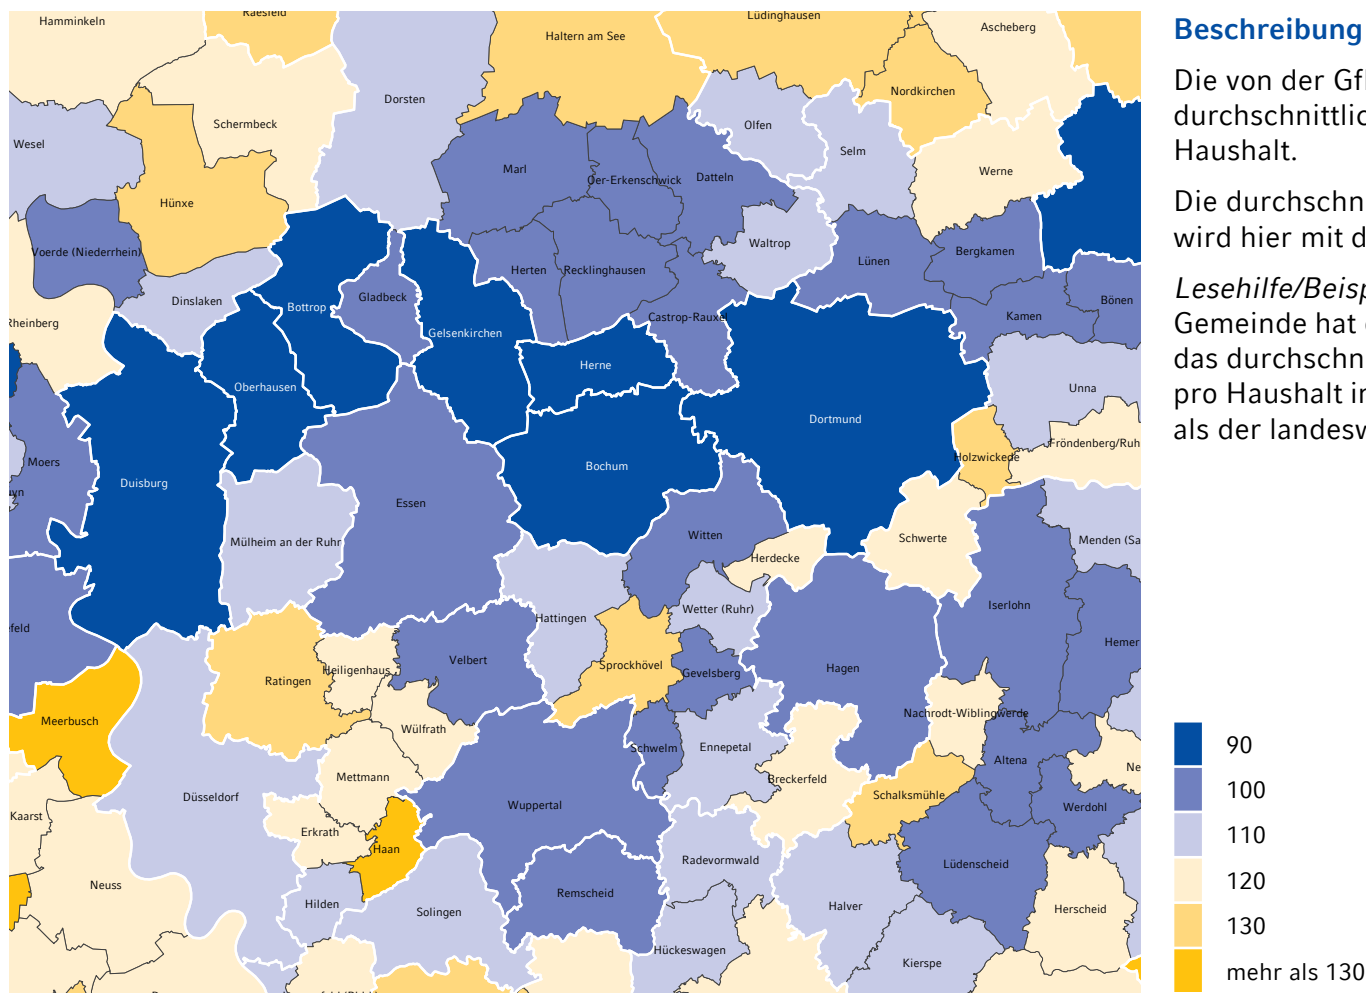 Hamminkeln
Raesfeld
Haltern am See
Lüdinghausen
Ascheberg
Dorsten
Nordkirchen
Schermbeck
Olfen
Selm
Wesel
Marl
Oer-Erkenschwick
Datteln
Werne
Hünxe
Waltrop
Lünen
Bergkamen
Voerde (Niederrhein)
Herten
Recklinghausen
Dinslaken
Bottrop
Gladbeck
Bönen
Rheinberg
Gelsenkirchen
Castrop-Rauxel
Kamen
Herne
Oberhausen
Unna
Dortmund
Fröndenberg/Ruh
Moers
Bochum
Holzwickede
Duisburg
Essen
Mülheim an der Ruhr
Witten
Schwerte
Menden (Sa
Herdecke
Iserlohn
Wetter (Ruhr)
Hattingen
efeld
Hemer
Velbert
Sprockhövel
Gevelsberg
Hagen
Heiligenhaus
Ratingen
Meerbusch
Nachrodt-Wiblingwerde
Wülfrath
Schwelm
Ennepetal
Altena
Ne
Mettmann
Breckerfeld
Düsseldorf
Schalksmühle
Wuppertal
Werdohl
Kaarst
Erkrath
Haan
Radevormwald
Lüdenscheid
Neuss
Remscheid
Hilden
Solingen
Halver
Herscheid
Hückeswagen
Kierspe
Beschreibung
Die von der Gf
durchschnittlic
Haushalt.
Die durchschn
wird hier mit d
Lesehilfe/Beisp
Gemeinde hat
das durchschn
pro Haushalt i
als der landesw
90
100
110
120
130
mehr als 130